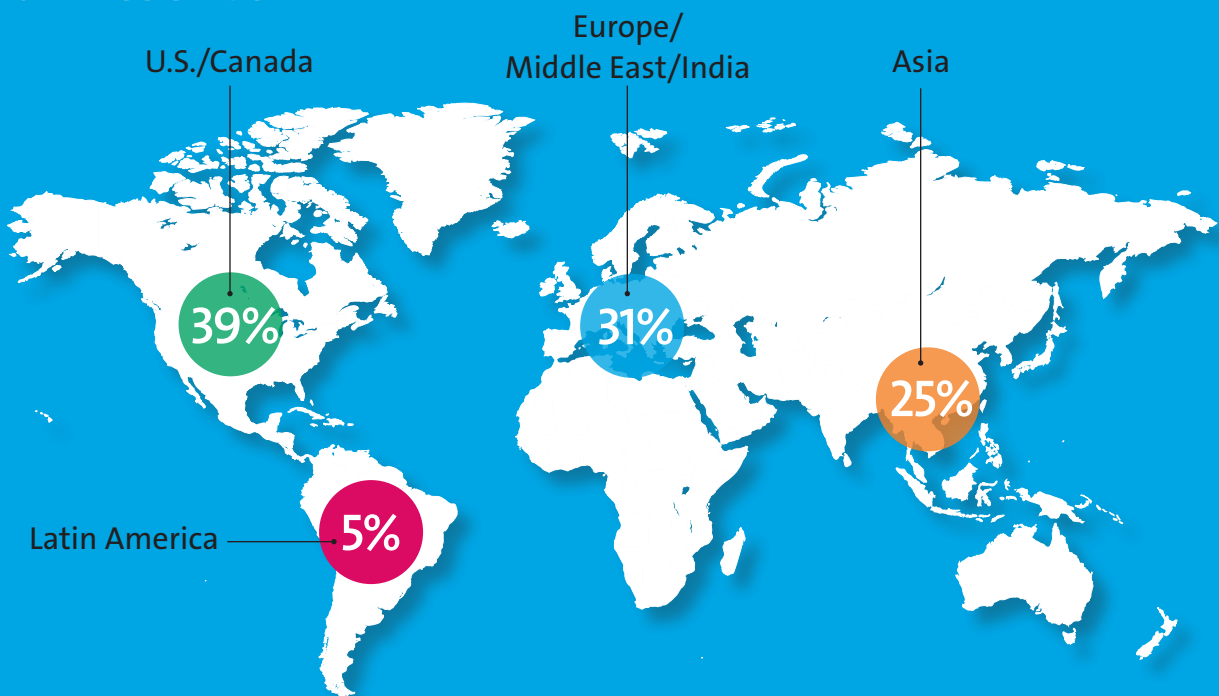 U.S./Canada
Europe/
Middle East/India
Asia
39%
31%
25%
Latin America
5%